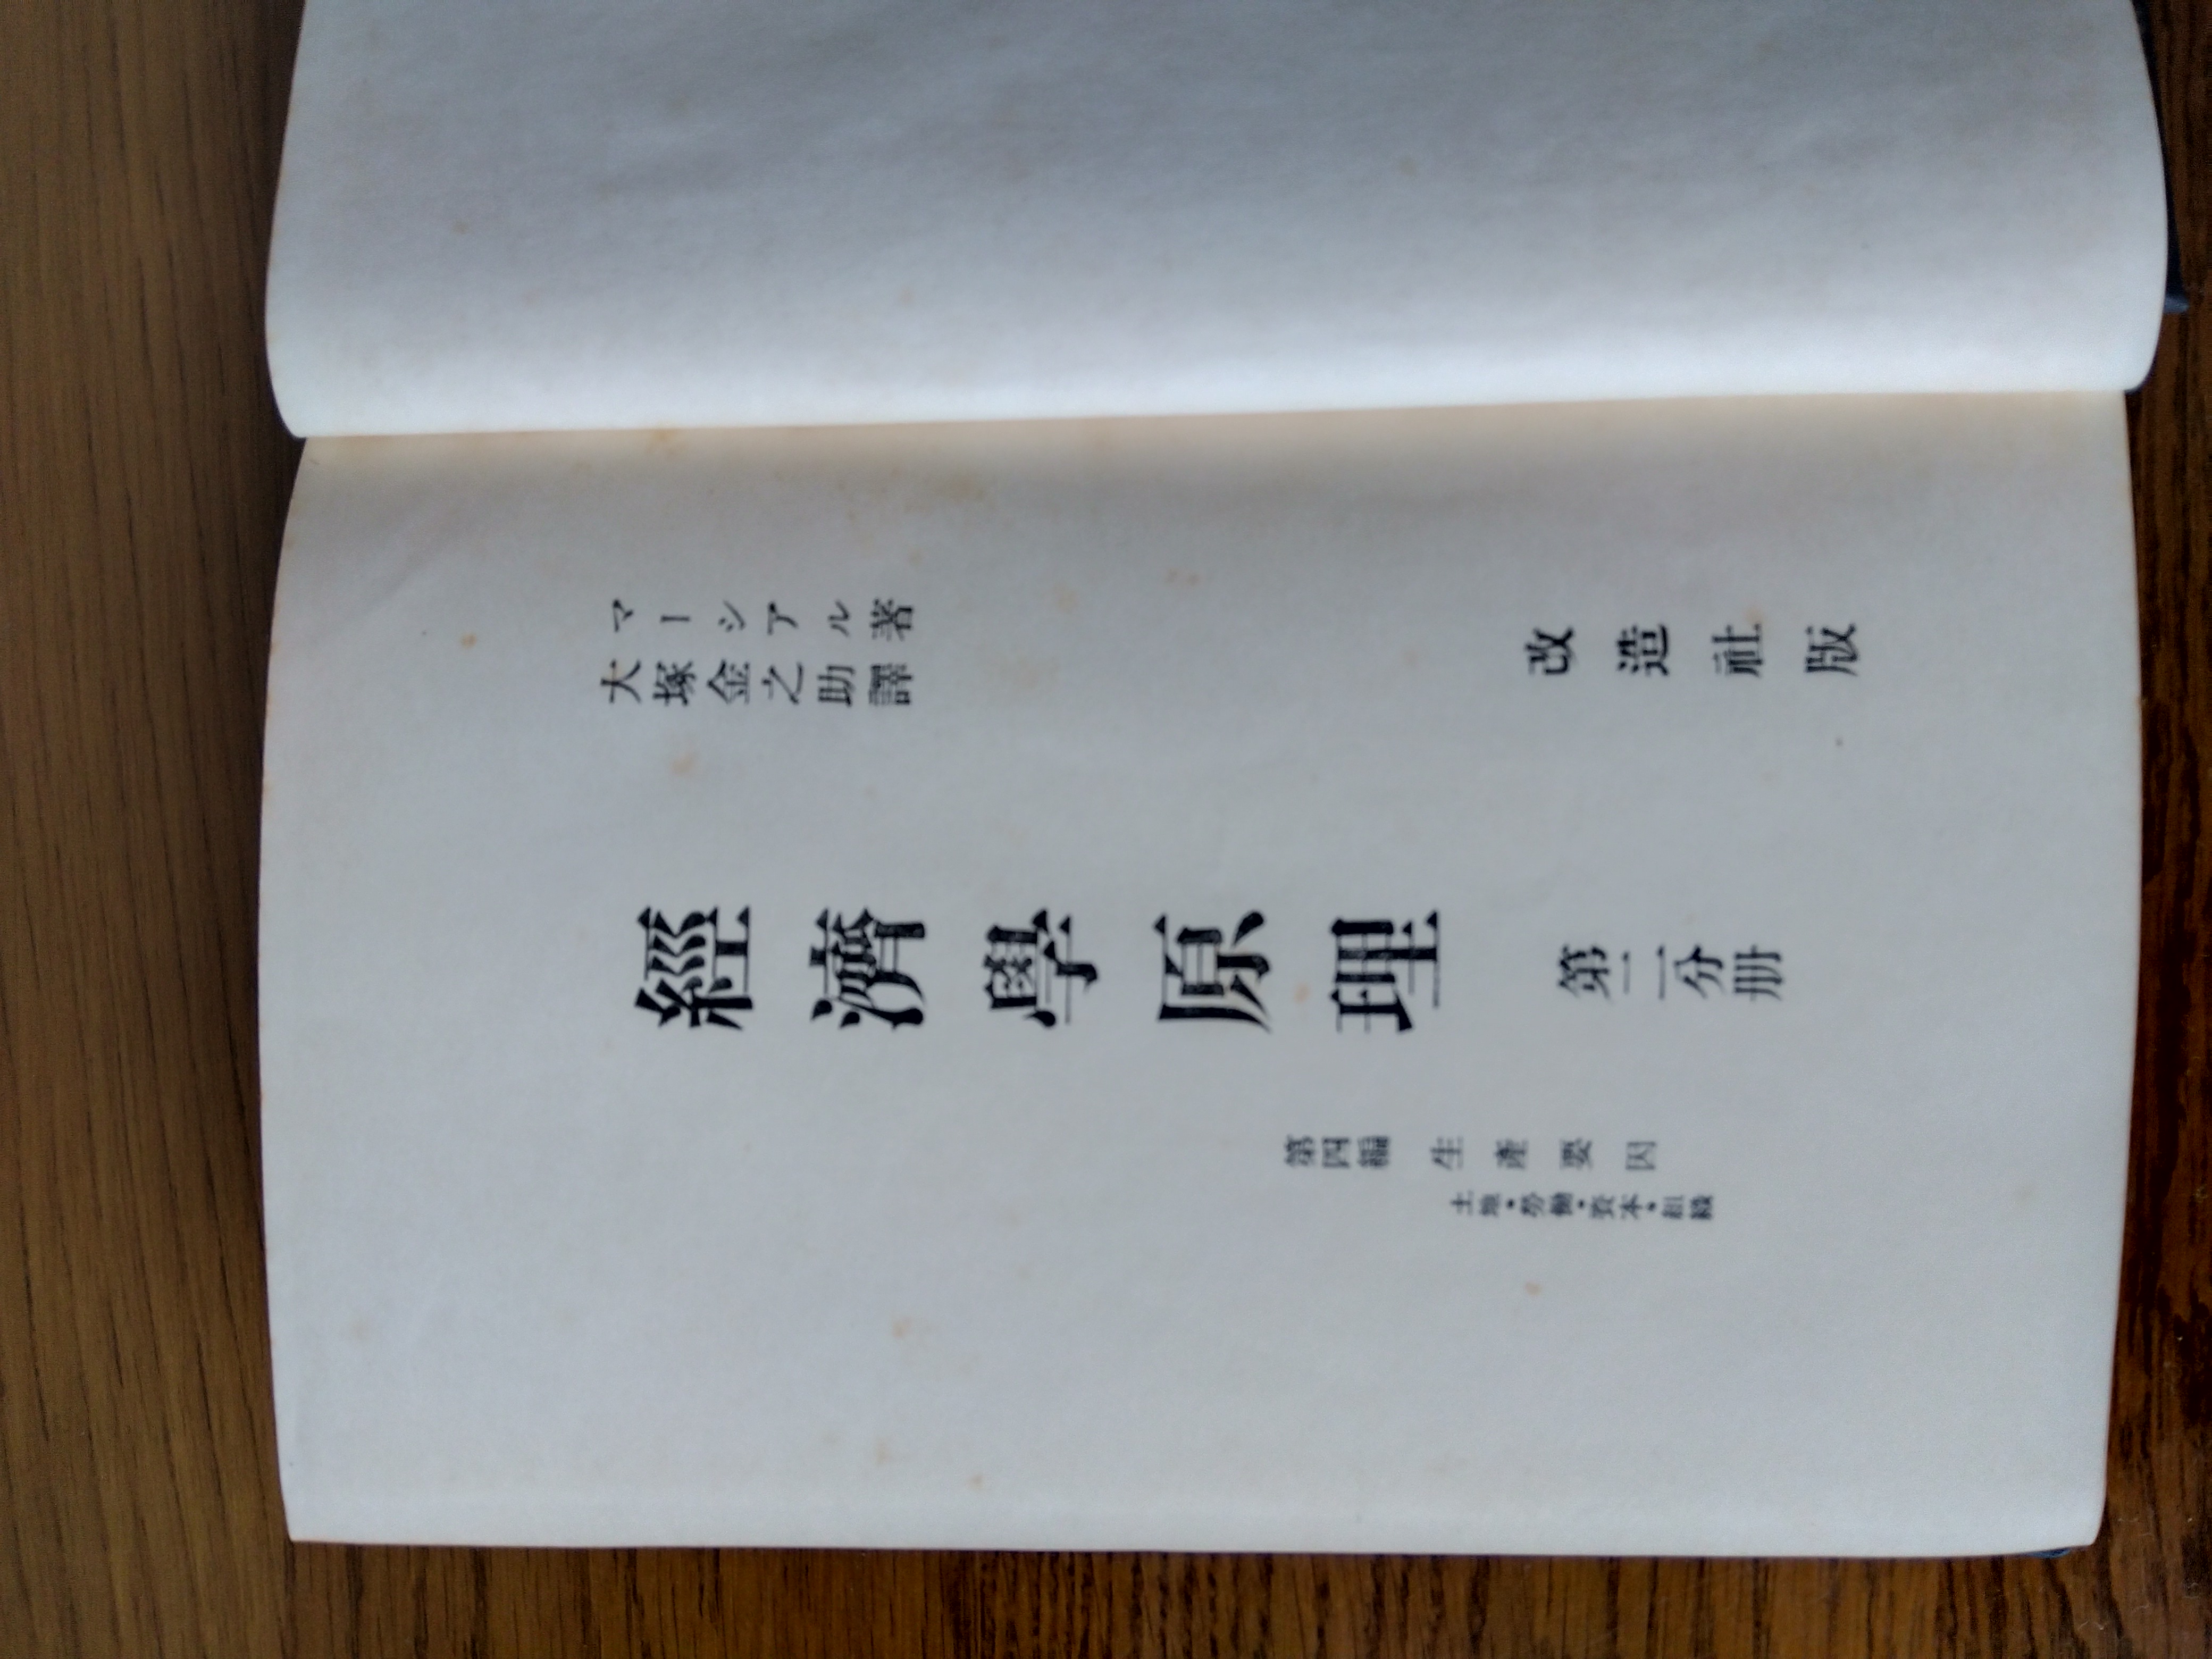 マーシアル著
大塚金之助譯
改造社版
經濟學原理
第二分册
第四編 生產要因
土地・勞働・資本・組織